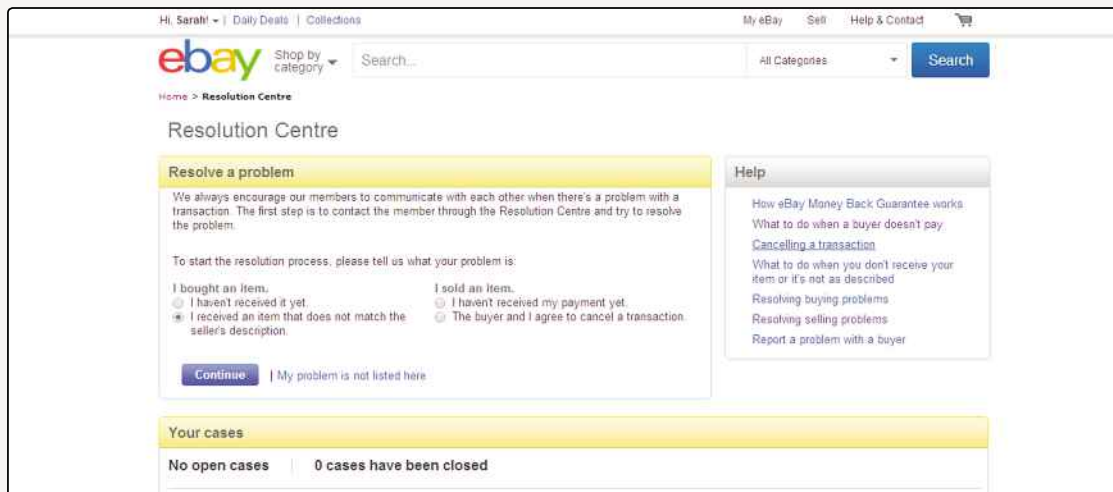 Hi, Sarah! | Daily Deals | Collections
My eBay Sell Help & Contact
ebay
Shop by
category
Search...
All Categories
Search
Home > Resolution Centre
Resolution Centre
Resolve a problem
We always encourage our members to communicate with each other when there's a problem with a
transaction. The first step is to contact the member through the Resolution Centre and try to resolve
the problem.
To start the resolution process, please tell us what your problem is:
I bought an item.
I haven't received it yet.
I received an item that does not match the
seller's description.
I sold an item.
I haven't received my payment yet.
The buyer and I agree to cancel a transaction.
Continue | My problem is not listed here
Help
How eBay Money Back Guarantee works
What to do when a buyer doesn't pay
Cancelling a transaction
What to do when you don't receive your
item or it's not as described
Resolving buying problems
Resolving selling problems
Report a problem with a buyer
Your cases
No open cases | 0 cases have been closed